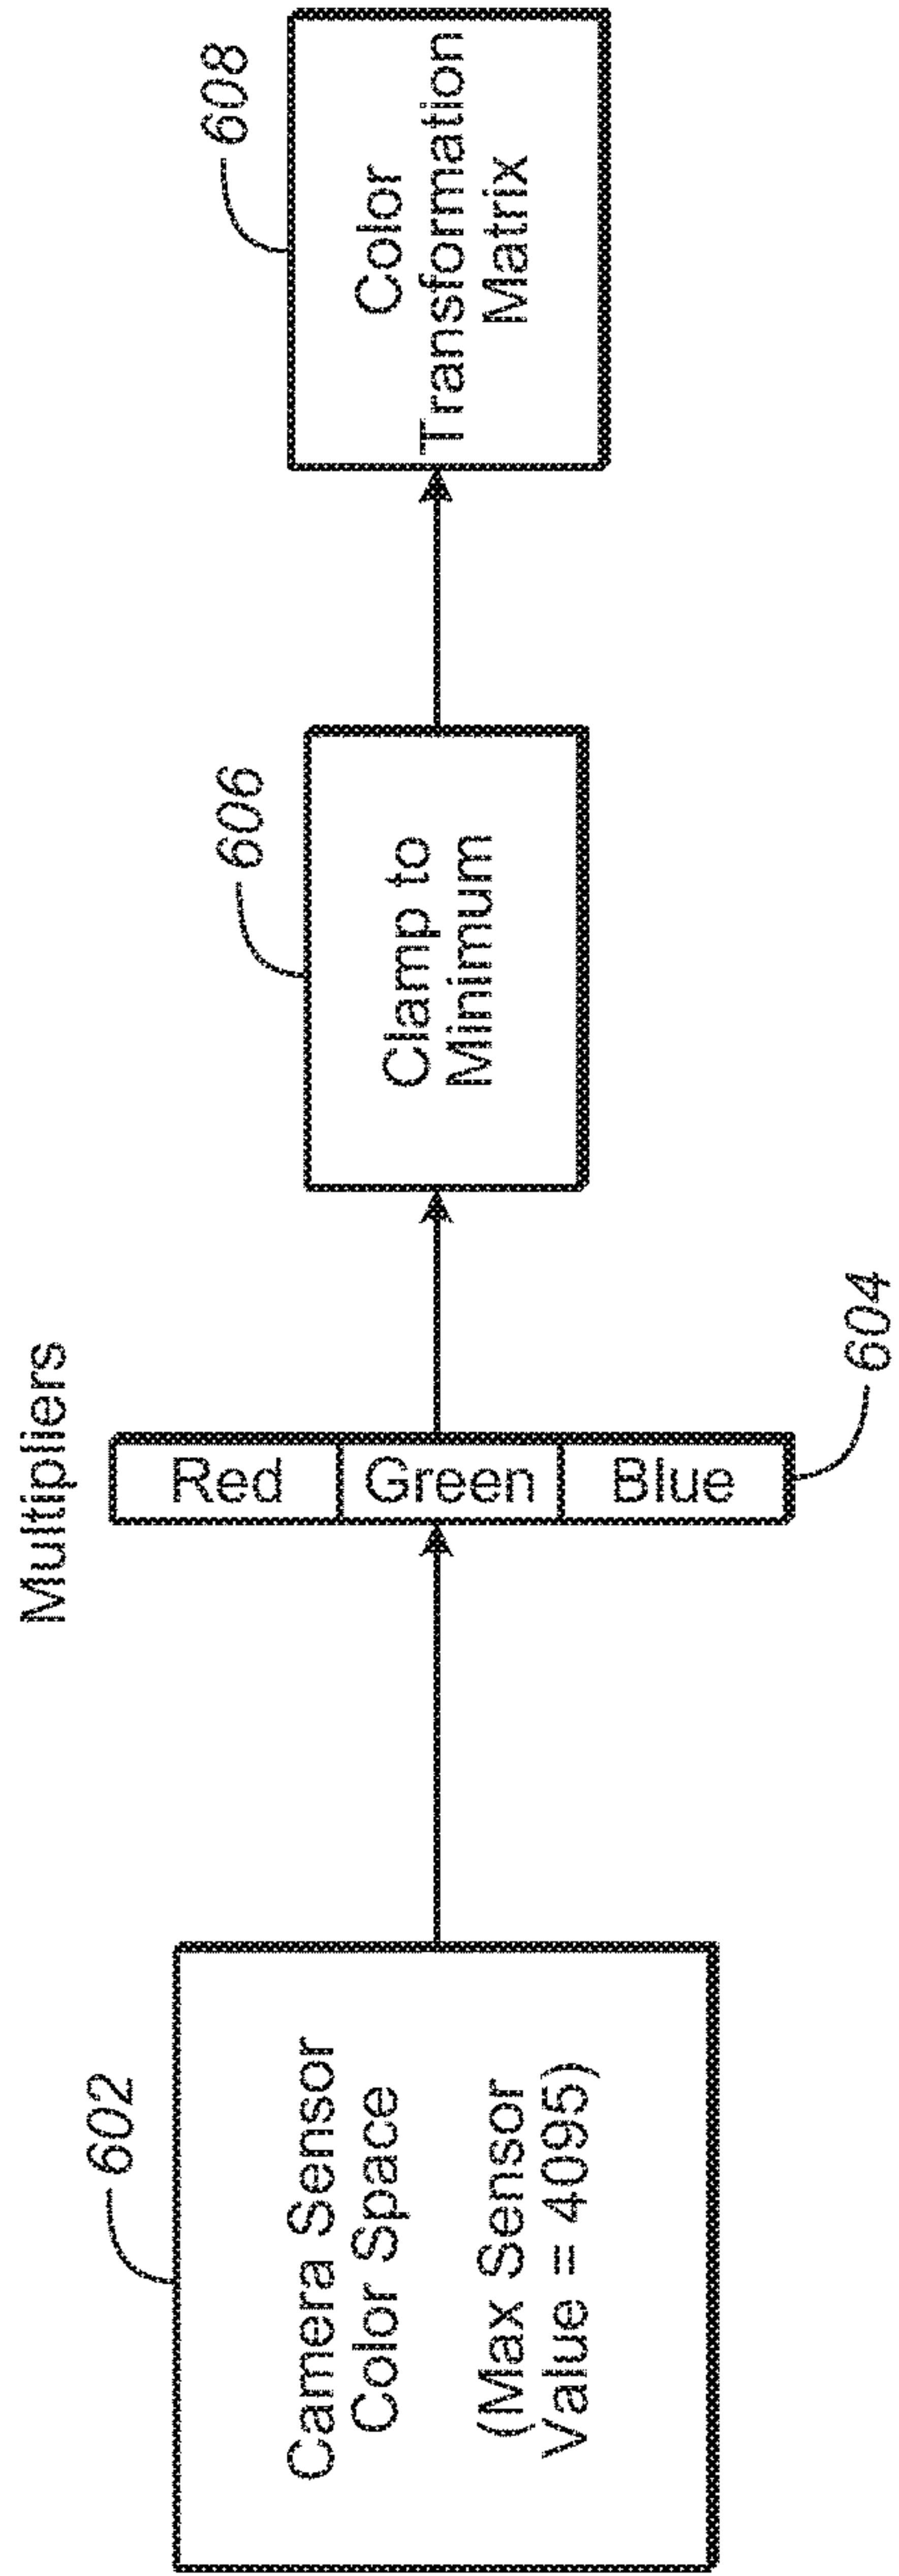 602
Camera Sensor
Color Space
(Max Sensor
Value = 4095)
Multipliers
Red
Green
Blue
604
606
Clamp to
Minimum
608
Color
Transformation
Matrix